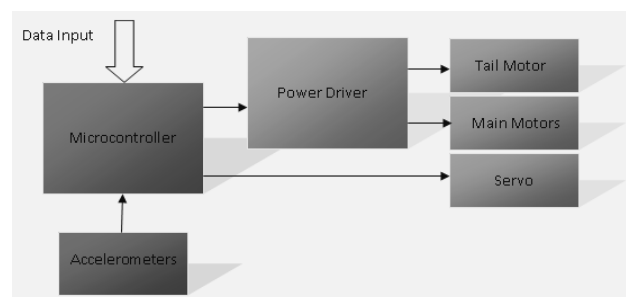 Data Input
Tail Motor
Power Driver
Main Motors
Microcontroller
Servo
Accelerometers